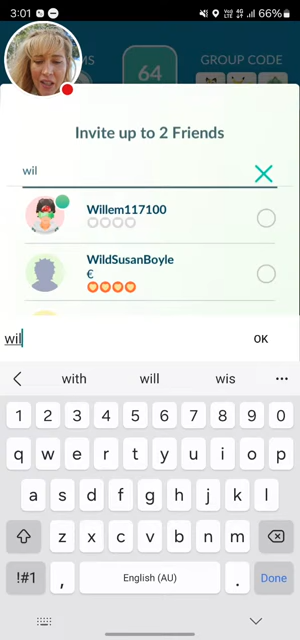 3:01
66%
MS
64
GROUP CODE
Invite up to 2 Friends
wil
Willem117100
WildSusanBoyle
€
wil
OK
with will wis
1 2 3 4 5 6 7 8 9 0
q w e r t y u i o p
a s d f g h j k l
z x c v b n m
!#1 , English (AU) . Done